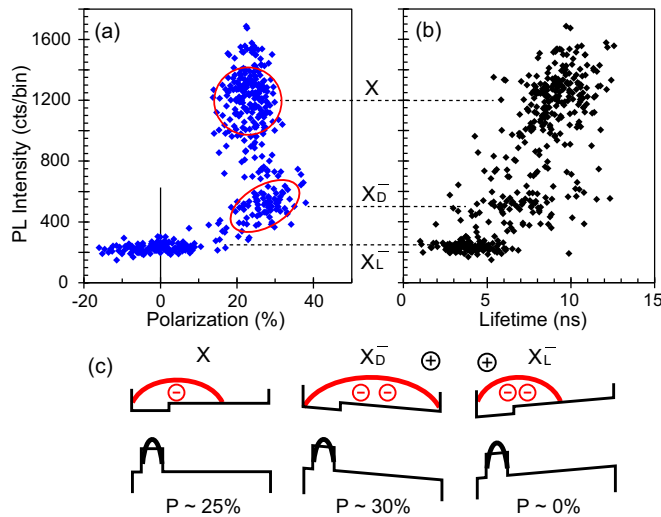 (a)
(b)
PL Intensity (cts/bin)
1600
1200
800
400
0
X
X_D^-
X_L^-
-20 0 20 40
Polarization (%)
0 5 10 15
Lifetime (ns)
(c)
X
X_D^- +
+ X_L^-
−
− −
− −
P ~ 25%
P ~ 30%
P ~ 0%